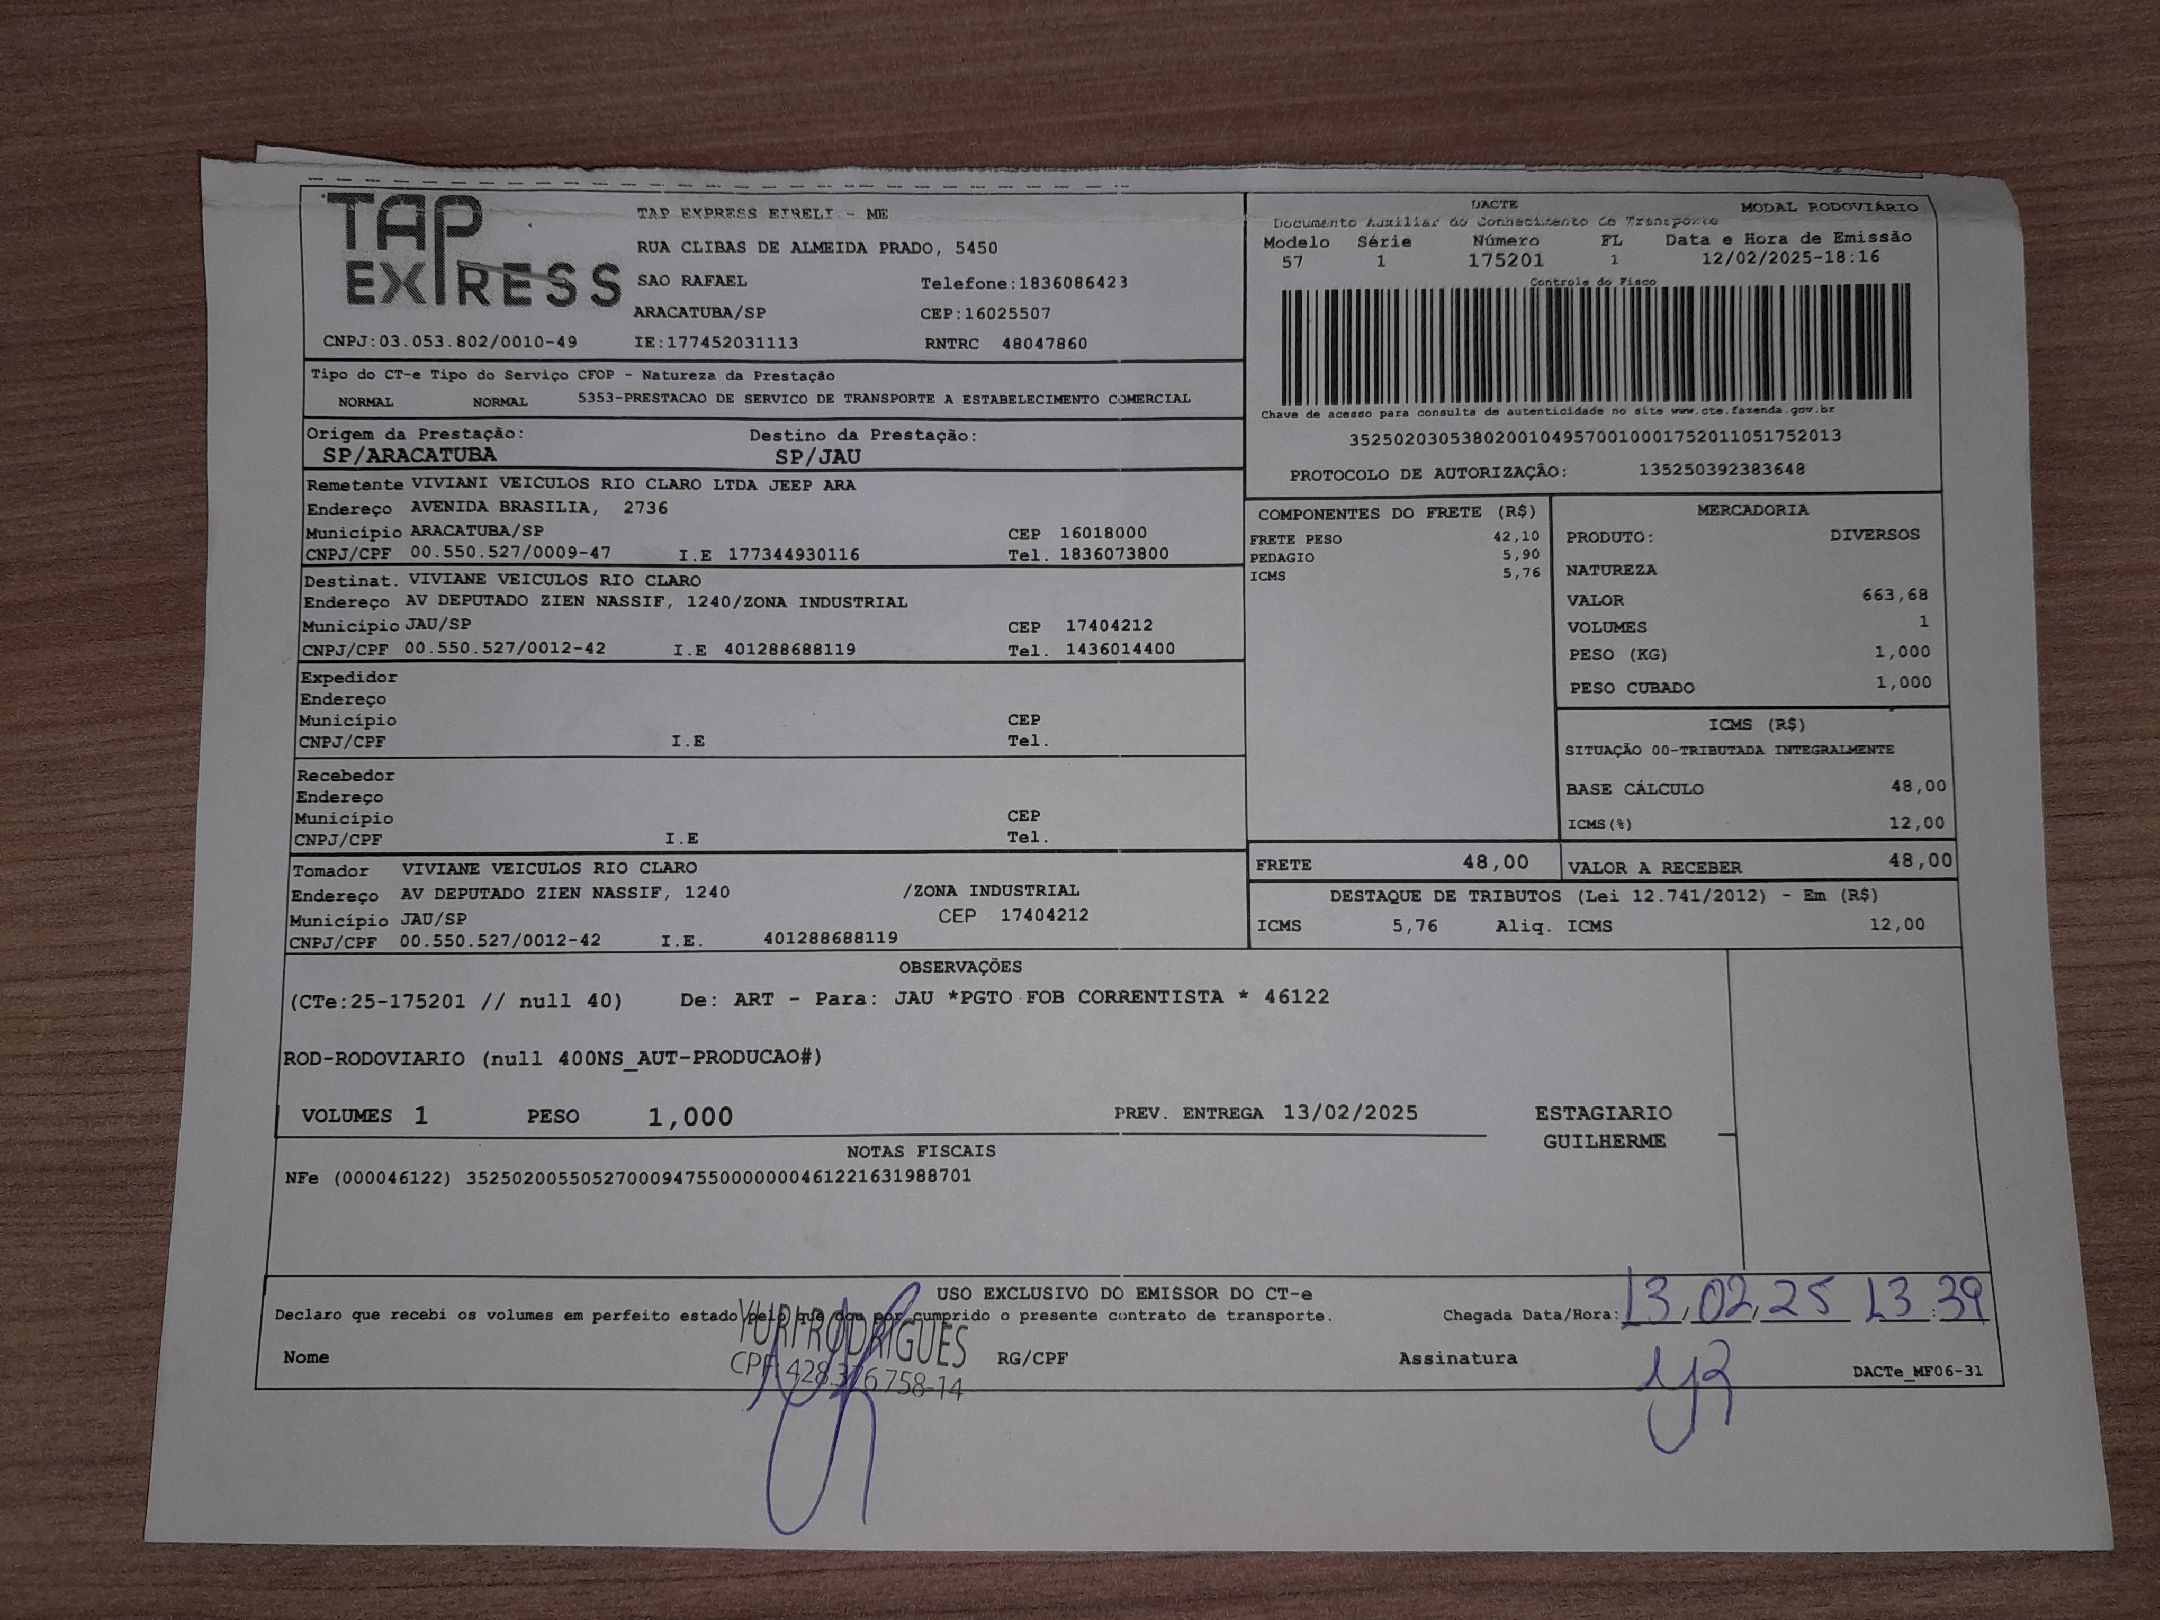 TAP
EXPRESS
TAP EXPRESS EIRELI - ME
RUA CLIBAS DE ALMEIDA PRADO, 5450
SAO RAFAEL Telefone:1836086423
ARACATUBA/SP CEP:16025507
CNPJ:03.053.802/0010-49 IE:177452031113 RNTRC 48047860
DACTE MODAL RODOVIÁRIO
Documento Auxiliar do Conhecimento de Transporte
Modelo Série Número FL Data e Hora de Emissão
57 1 175201 1 12/02/2025-18:16
Controle do Fisco
Chave de acesso para consulta de autenticidade no site www.cte.fazenda.gov.br
35250203053802001049570010001752011051752013
PROTOCOLO DE AUTORIZAÇÃO: 135250392383648
Tipo do CT-e Tipo do Serviço CFOP - Natureza da Prestação
NORMAL NORMAL 5353-PRESTACAO DE SERVICO DE TRANSPORTE A ESTABELECIMENTO COMERCIAL
Origem da Prestação: Destino da Prestação:
SP/ARACATUBA SP/JAU
Remetente VIVIANI VEICULOS RIO CLARO LTDA JEEP ARA
Endereço AVENIDA BRASILIA, 2736
Município ARACATUBA/SP CEP 16018000
CNPJ/CPF 00.550.527/0009-47 I.E 177344930116 Tel. 1836073800
Destinat. VIVIANE VEICULOS RIO CLARO
Endereço AV DEPUTADO ZIEN NASSIF, 1240/ZONA INDUSTRIAL
Município JAU/SP CEP 17404212
CNPJ/CPF 00.550.527/0012-42 I.E 401288688119 Tel. 1436014400
Expedidor
Endereço
Município CEP
CNPJ/CPF I.E Tel.
Recebedor
Endereço
Município CEP
CNPJ/CPF I.E Tel.
Tomador VIVIANE VEICULOS RIO CLARO
Endereço AV DEPUTADO ZIEN NASSIF, 1240 /ZONA INDUSTRIAL
Município JAU/SP CEP 17404212
CNPJ/CPF 00.550.527/0012-42 I.E. 401288688119
COMPONENTES DO FRETE (R$)
FRETE PESO 42,10
PEDAGIO 5,90
ICMS 5,76
MERCADORIA
PRODUTO: DIVERSOS
NATUREZA
VALOR 663,68
VOLUMES 1
PESO (KG) 1,000
PESO CUBADO 1,000
ICMS (R$)
SITUAÇÃO 00-TRIBUTADA INTEGRALMENTE
BASE CÁLCULO 48,00
ICMS(%) 12,00
FRETE 48,00 VALOR A RECEBER 48,00
DESTAQUE DE TRIBUTOS (Lei 12.741/2012) - Em (R$)
ICMS 5,76 Aliq. ICMS 12,00
OBSERVAÇÕES
(CTe:25-175201 // null 40) De: ART - Para: JAU *PGTO FOB CORRENTISTA * 46122
ROD-RODOVIARIO (null 400NS_AUT-PRODUCAO#)
VOLUMES 1 PESO 1,000 PREV. ENTREGA 13/02/2025 ESTAGIARIO
GUILHERME
NOTAS FISCAIS
NFe (000046122) 35250200550527000947550000000461221631988701
USO EXCLUSIVO DO EMISSOR DO CT-e
Declaro que recebi os volumes em perfeito estado pelo que dou por cumprido o presente contrato de transporte. Chegada Data/Hora: 13,02,25 13:39
YURI RODRIGUES
CPF: 428.376.758-14
Nome RG/CPF Assinatura DACTe_MF06-31